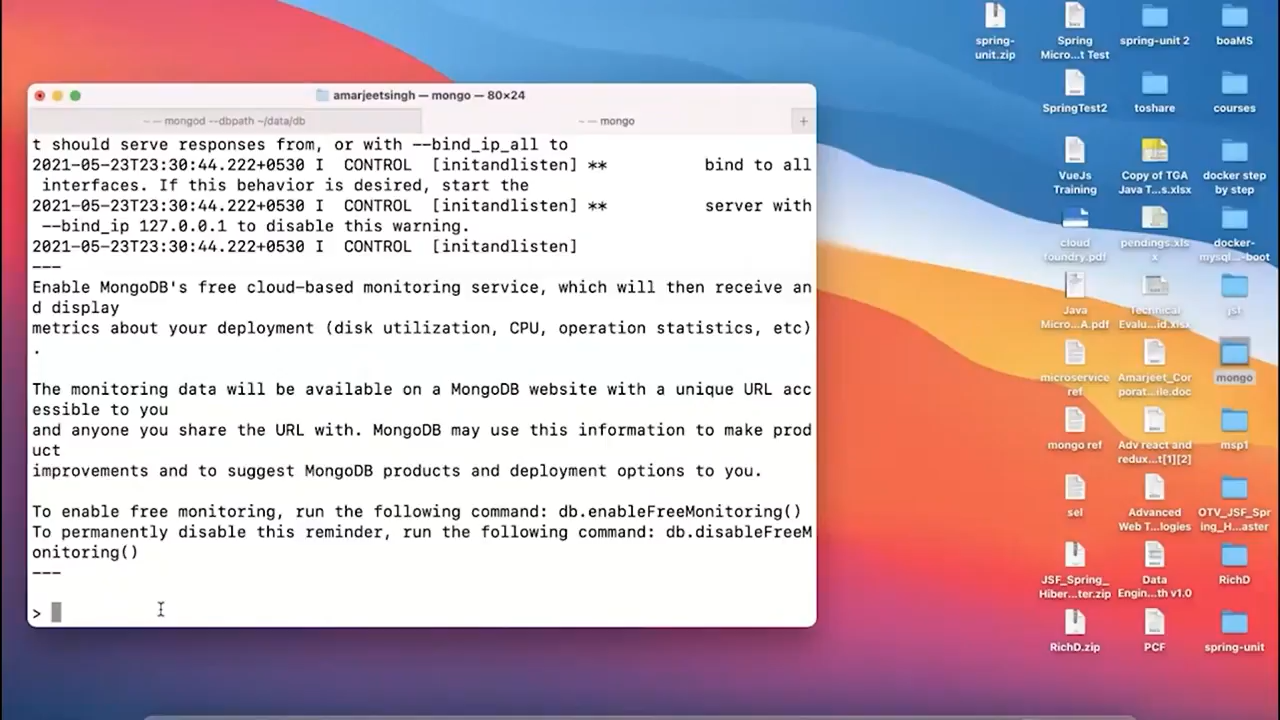 amarjeetsingh — mongo — 80×24
~ — mongod --dbpath ~/data/db
~ — mongo
+
t should serve responses from, or with --bind_ip_all to
2021-05-23T23:30:44.222+0530 I  CONTROL  [initandlisten] **          bind to all
 interfaces. If this behavior is desired, start the
2021-05-23T23:30:44.222+0530 I  CONTROL  [initandlisten] **          server with
 --bind_ip 127.0.0.1 to disable this warning.
2021-05-23T23:30:44.222+0530 I  CONTROL  [initandlisten]
---
Enable MongoDB's free cloud-based monitoring service, which will then receive an
d display
metrics about your deployment (disk utilization, CPU, operation statistics, etc)
.
The monitoring data will be available on a MongoDB website with a unique URL acc
essible to you
and anyone you share the URL with. MongoDB may use this information to make prod
uct
improvements and to suggest MongoDB products and deployment options to you.
To enable free monitoring, run the following command: db.enableFreeMonitoring()
To permanently disable this reminder, run the following command: db.disableFreeM
onitoring()
---
>
spring-
unit.zip
Spring
Micro...t Test
spring-unit 2
boaMS
SpringTest2
toshare
courses
VueJs
Training
Copy of TGA
Java T...s.xlsx
docker step
by step
cloud
foundry.pdf
pendings.xls
x
docker-
mysql...-boot
Java
Micro...A.pdf
Technical
Evalu...id.xlsx
microservice
ref
Amarjeet_Cor
porat...ile.doc
mongo
mongo ref
Adv react and
redux...t[1][2]
msp1
sel
Advanced
Web T...logies
OTV_JSF_Spr
ing_H...aster
JSF_Spring_
Hiber...ter.zip
Data
Engin...th v1.0
RichD
RichD.zip
PCF
spring-unit